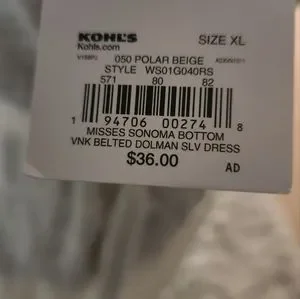 KOHL'S SIZE XL
Kohls.com
050 POLAR BEIGE
STYLE WS01G040RS
571 80 82
1 94706 00274 8
MISSES SONOMA BOTTOM
VNK BELTED DOLMAN SLV DRESS
$36.00
AD